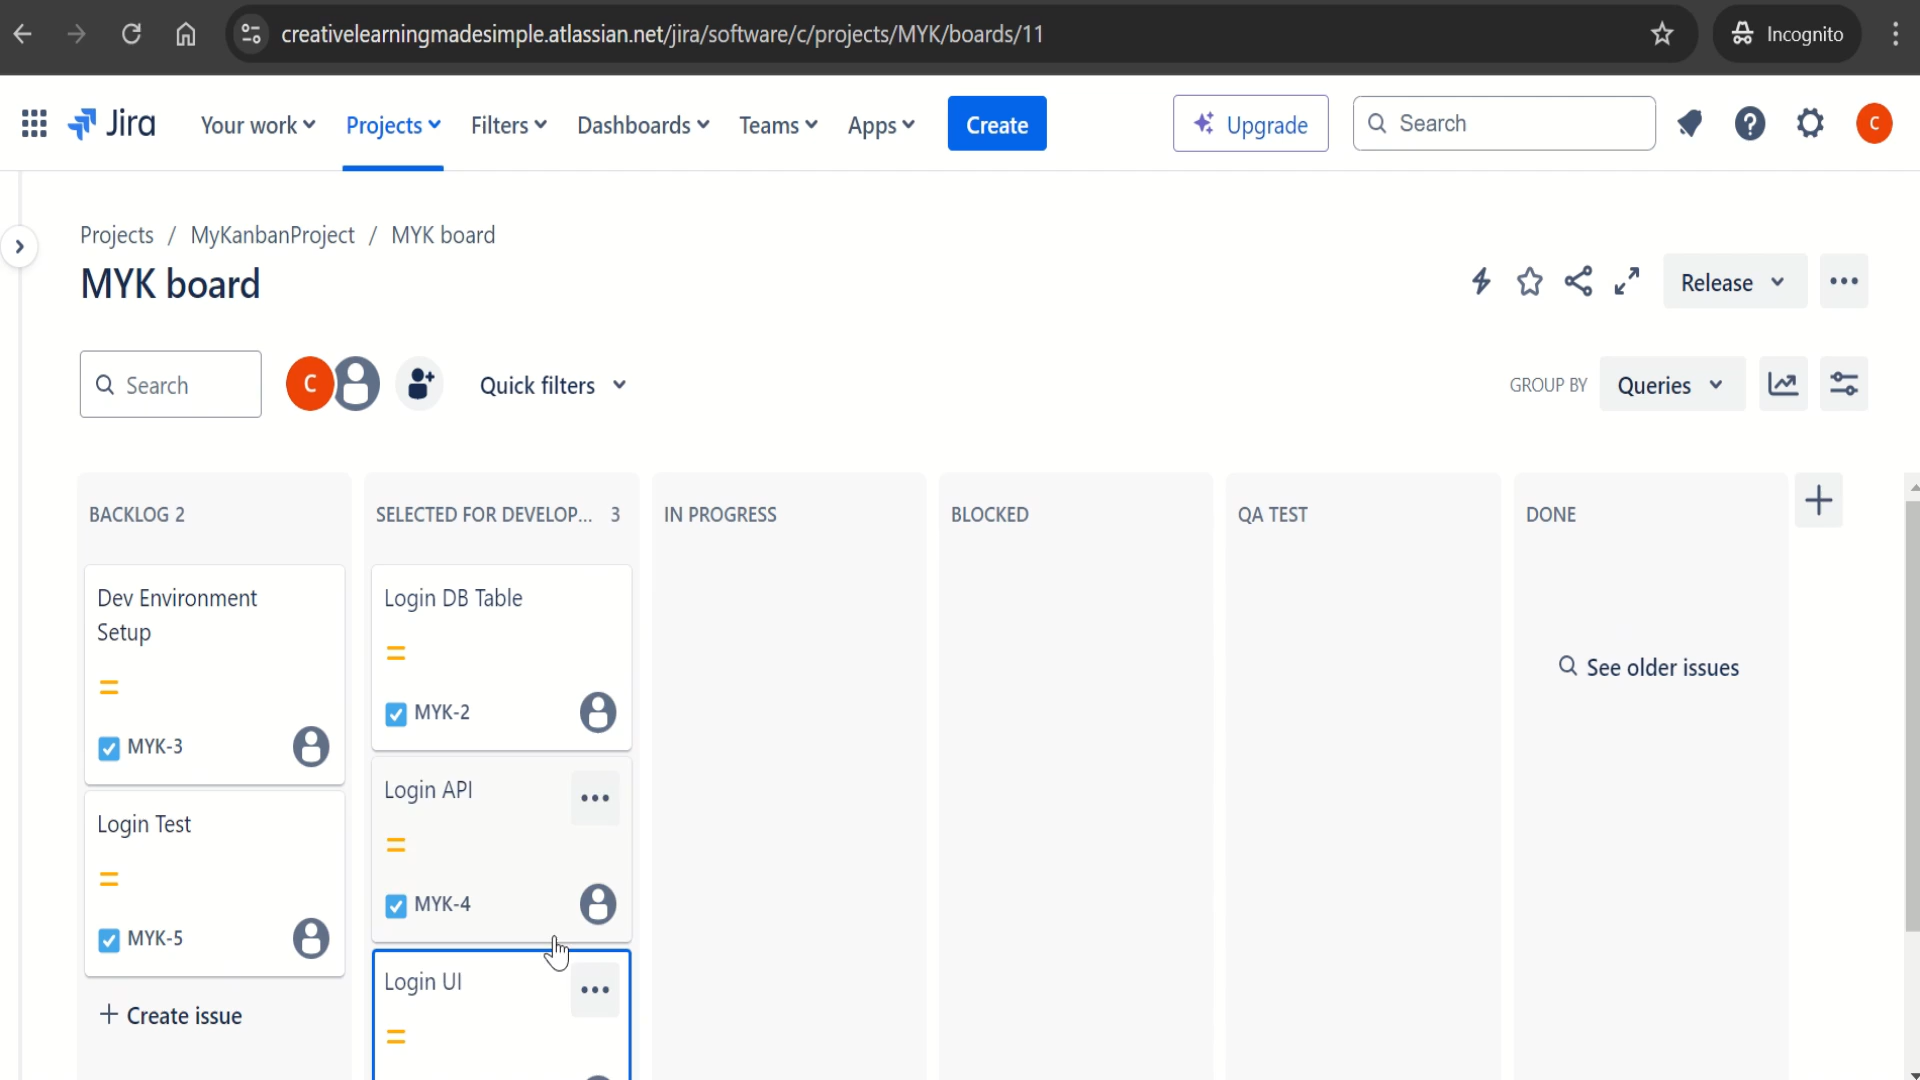 creativelearningmadesimple.atlassian.net/jira/software/c/projects/MYK/boards/11
Incognito
Jira
Your work
Projects
Filters
Dashboards
Teams
Apps
Create
Upgrade
Search
C
Projects / MyKanbanProject / MYK board
MYK board
Release
Search
C
Quick filters
GROUP BY
Queries
BACKLOG 2
SELECTED FOR DEVELOP... 3
IN PROGRESS
BLOCKED
QA TEST
DONE
Dev Environment
Setup
MYK-3
Login Test
MYK-5
+ Create issue
Login DB Table
MYK-2
Login API
MYK-4
Login UI
See older issues